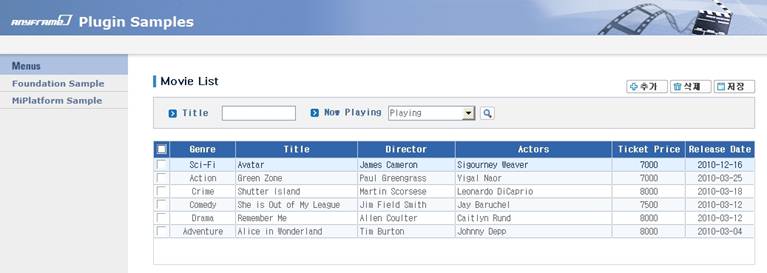 ANYFRAME Plugin Samples
Menus
Foundation Sample
MiPlatform Sample
Movie List
추가 삭제 저장
Title Now Playing Playing
Genre Title Director Actors Ticket Price Release Date
Sci-Fi Avatar James Cameron Sigourney Weaver 7000 2010-12-16
Action Green Zone Paul Greengrass Yigal Naor 7000 2010-03-25
Crime Shutter Island Martin Scorsese Leonardo DiCaprio 8000 2010-03-18
Comedy She is Out of My League Jim Field Smith Jay Baruchel 7500 2010-03-12
Drama Remember Me Allen Coulter Caitlyn Rund 8000 2010-03-12
Adventure Alice in Wonderland Tim Burton Johnny Depp 8000 2010-03-04